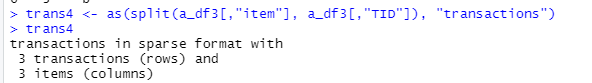 > trans4 <- as(split(a_df3[,"item"], a_df3[,"TID"]), "transactions")
> trans4
transactions in sparse format with
 3 transactions (rows) and
 3 items (columns)